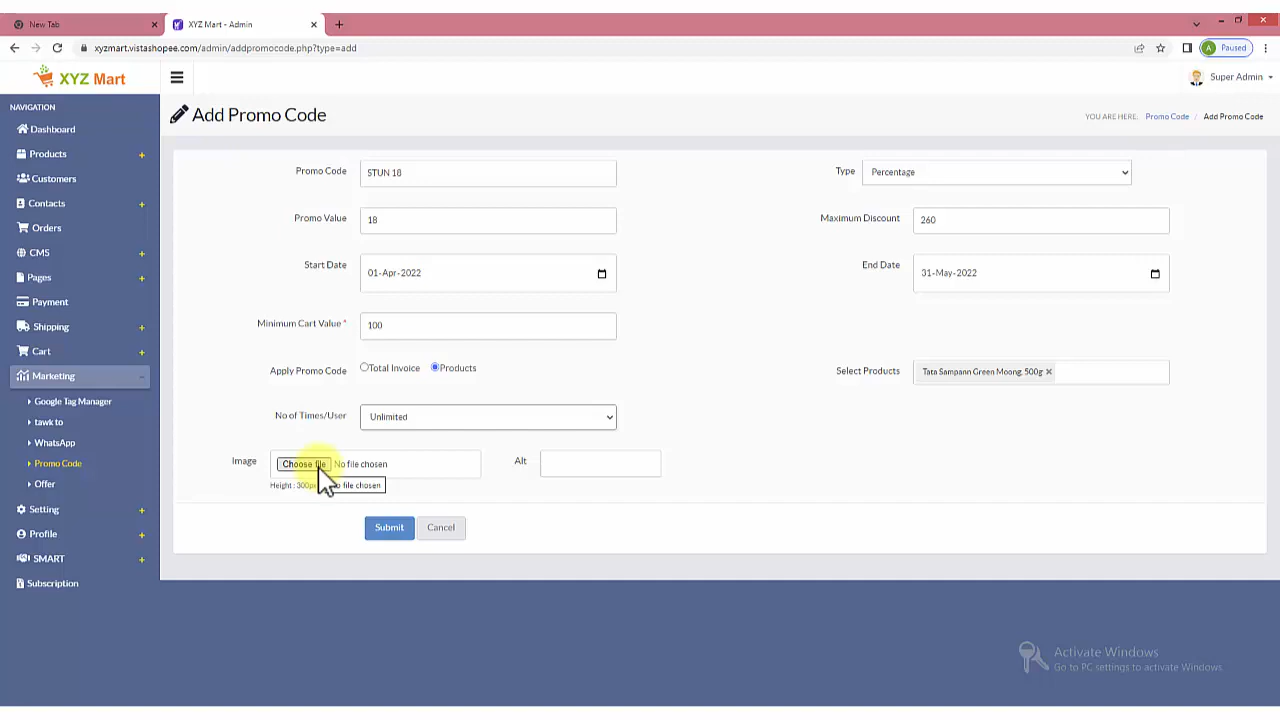 New Tab
XYZ Mart - Admin
xyzmart.vistashopee.com/admin/addpromocode.php?type=add
A Paused
XYZ Mart
Super Admin
NAVIGATION
Add Promo Code
YOU ARE HERE: Promo Code / Add Promo Code
Dashboard
Products +
Customers
Contacts +
Orders
CMS +
Pages +
Payment
Shipping +
Cart +
Marketing -
Google Tag Manager
tawk to
WhatsApp
Promo Code
Offer
Setting +
Profile +
SMART +
Subscription
Promo Code STUN 18
Type Percentage
Promo Value 18
Maximum Discount 260
Start Date 01-Apr-2022
End Date 31-May-2022
Minimum Cart Value * 100
Apply Promo Code Total Invoice Products
Select Products Tata Sampann Green Moong, 500g ×
No of Times/User Unlimited
Image Choose file No file chosen
Alt
Height : 300p
file chosen
Submit Cancel
Activate Windows
Go to PC settings to activate Windows.